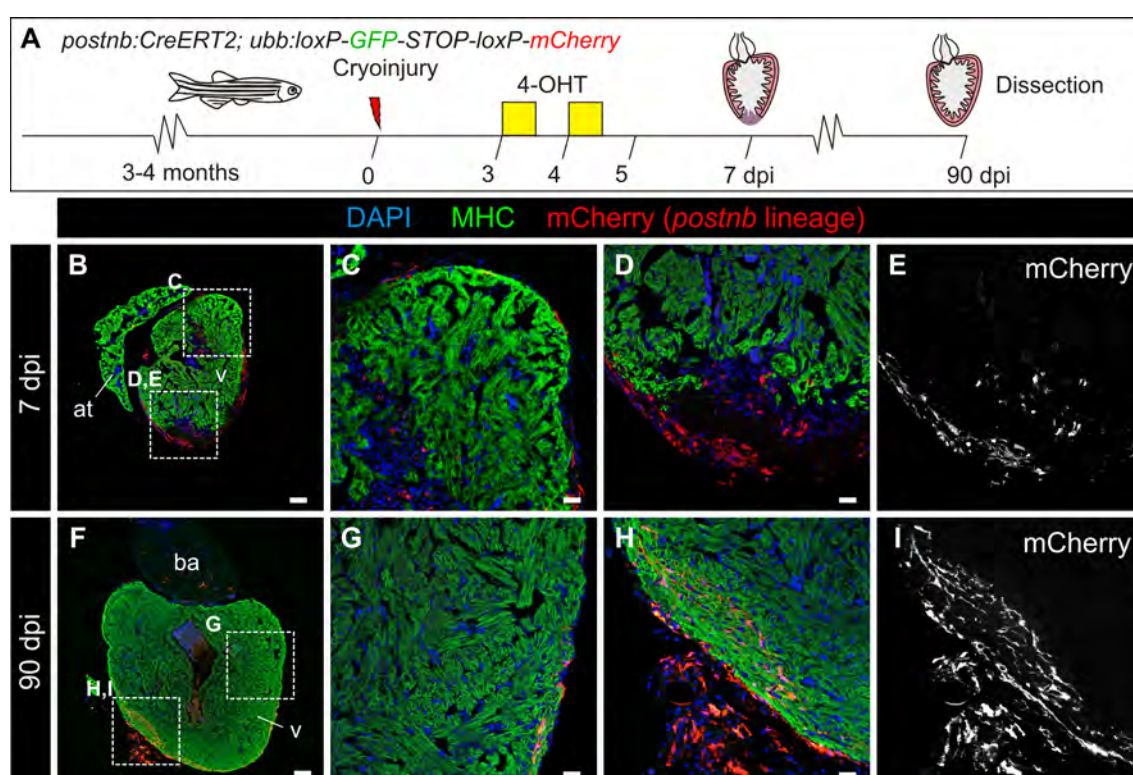 A postnb:CreERT2; ubb:loxP-GFP-STOP-loxP-mCherry
Cryoinjury
4-OHT
Dissection
3-4 months 0 3 4 5 7 dpi 90 dpi
DAPI MHC mCherry (postnb lineage)
7 dpi
B C D,E v at
C
D
E mCherry
90 dpi
F ba G H,I v
G
H
I mCherry